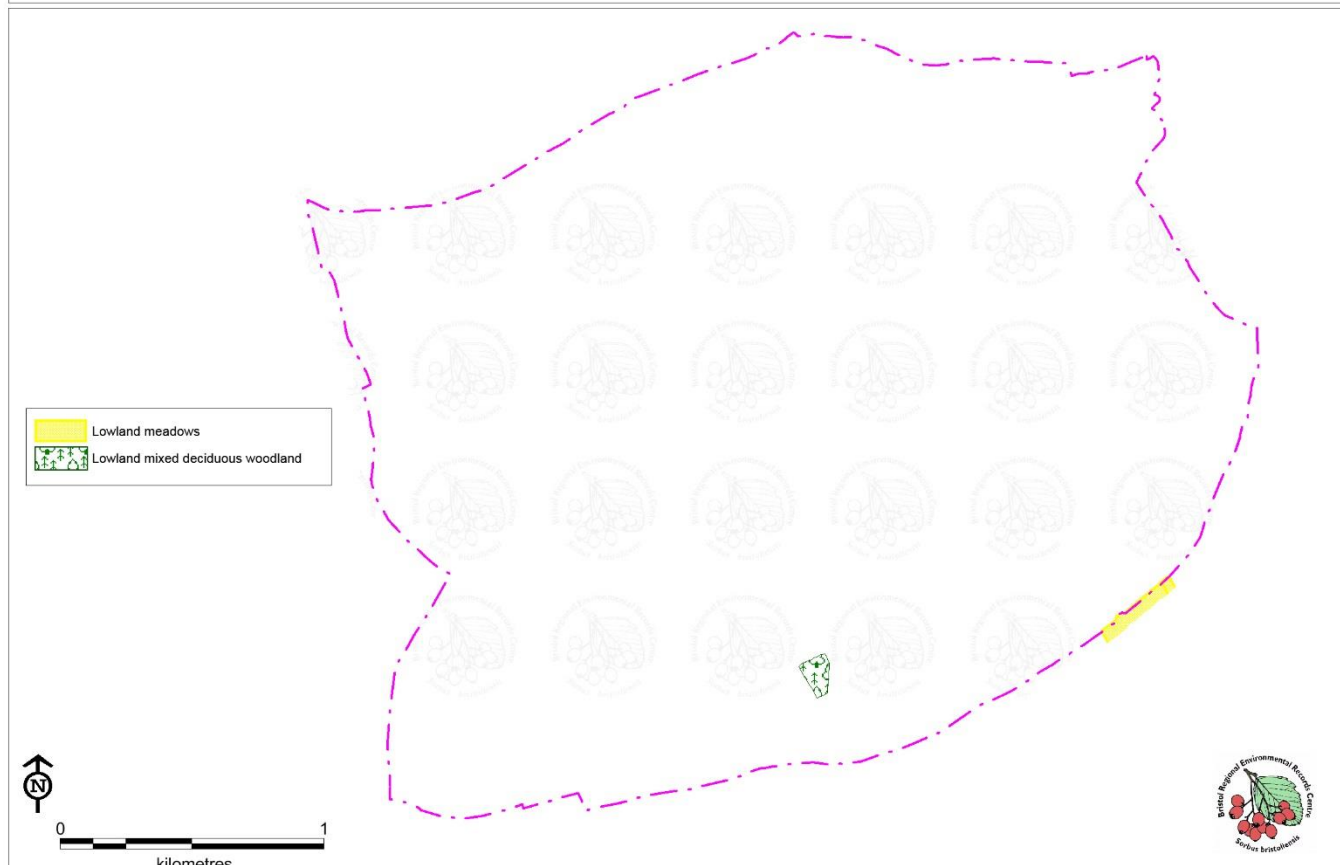 Lowland meadows
Lowland mixed deciduous woodland
N
0 1
kilometres
Bristol Regional Environmental Records Centre
Sorbus bristoliensis